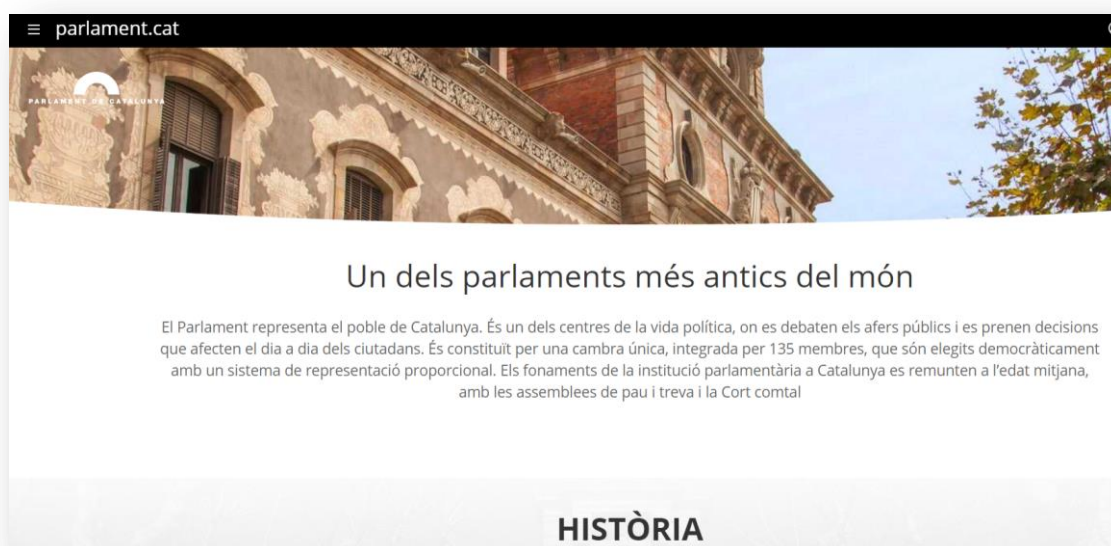 parlament.cat
PARLAMENT DE CATALUNYA
Un dels parlaments més antics del món
El Parlament representa el poble de Catalunya. És un dels centres de la vida política, on es debaten els afers públics i es prenen decisions
que afecten el dia a dia dels ciutadans. És constituït per una cambra única, integrada per 135 membres, que són elegits democràticament
amb un sistema de representació proporcional. Els fonaments de la institució parlamentària a Catalunya es remunten a l’edat mitjana,
amb les assemblees de pau i treva i la Cort comtal
HISTÒRIA